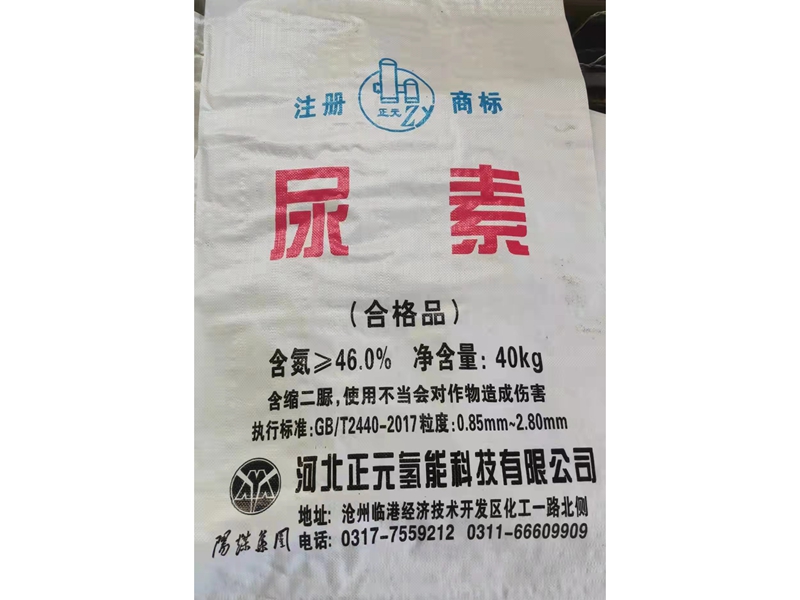 注册 正元 ZY 商标
尿素
（合格品）
含氮≥46.0% 净含量: 40kg
含缩二脲,使用不当会对作物造成伤害
执行标准:GB/T2440-2017 粒度:0.85mm~2.80mm
河北正元氢能科技有限公司
地址: 沧州临港经济技术开发区化工一路北侧
陽煤集团 电话: 0317-7559212 0311-66609909